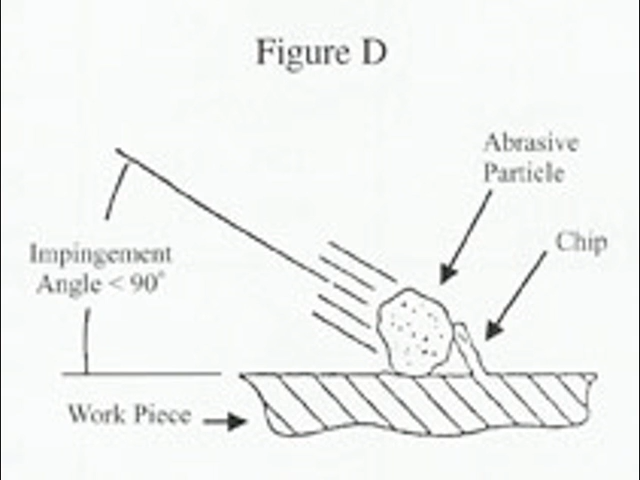 Figure D
Abrasive
Particle
Chip
Impingement
Angle < 90°
Work Piece